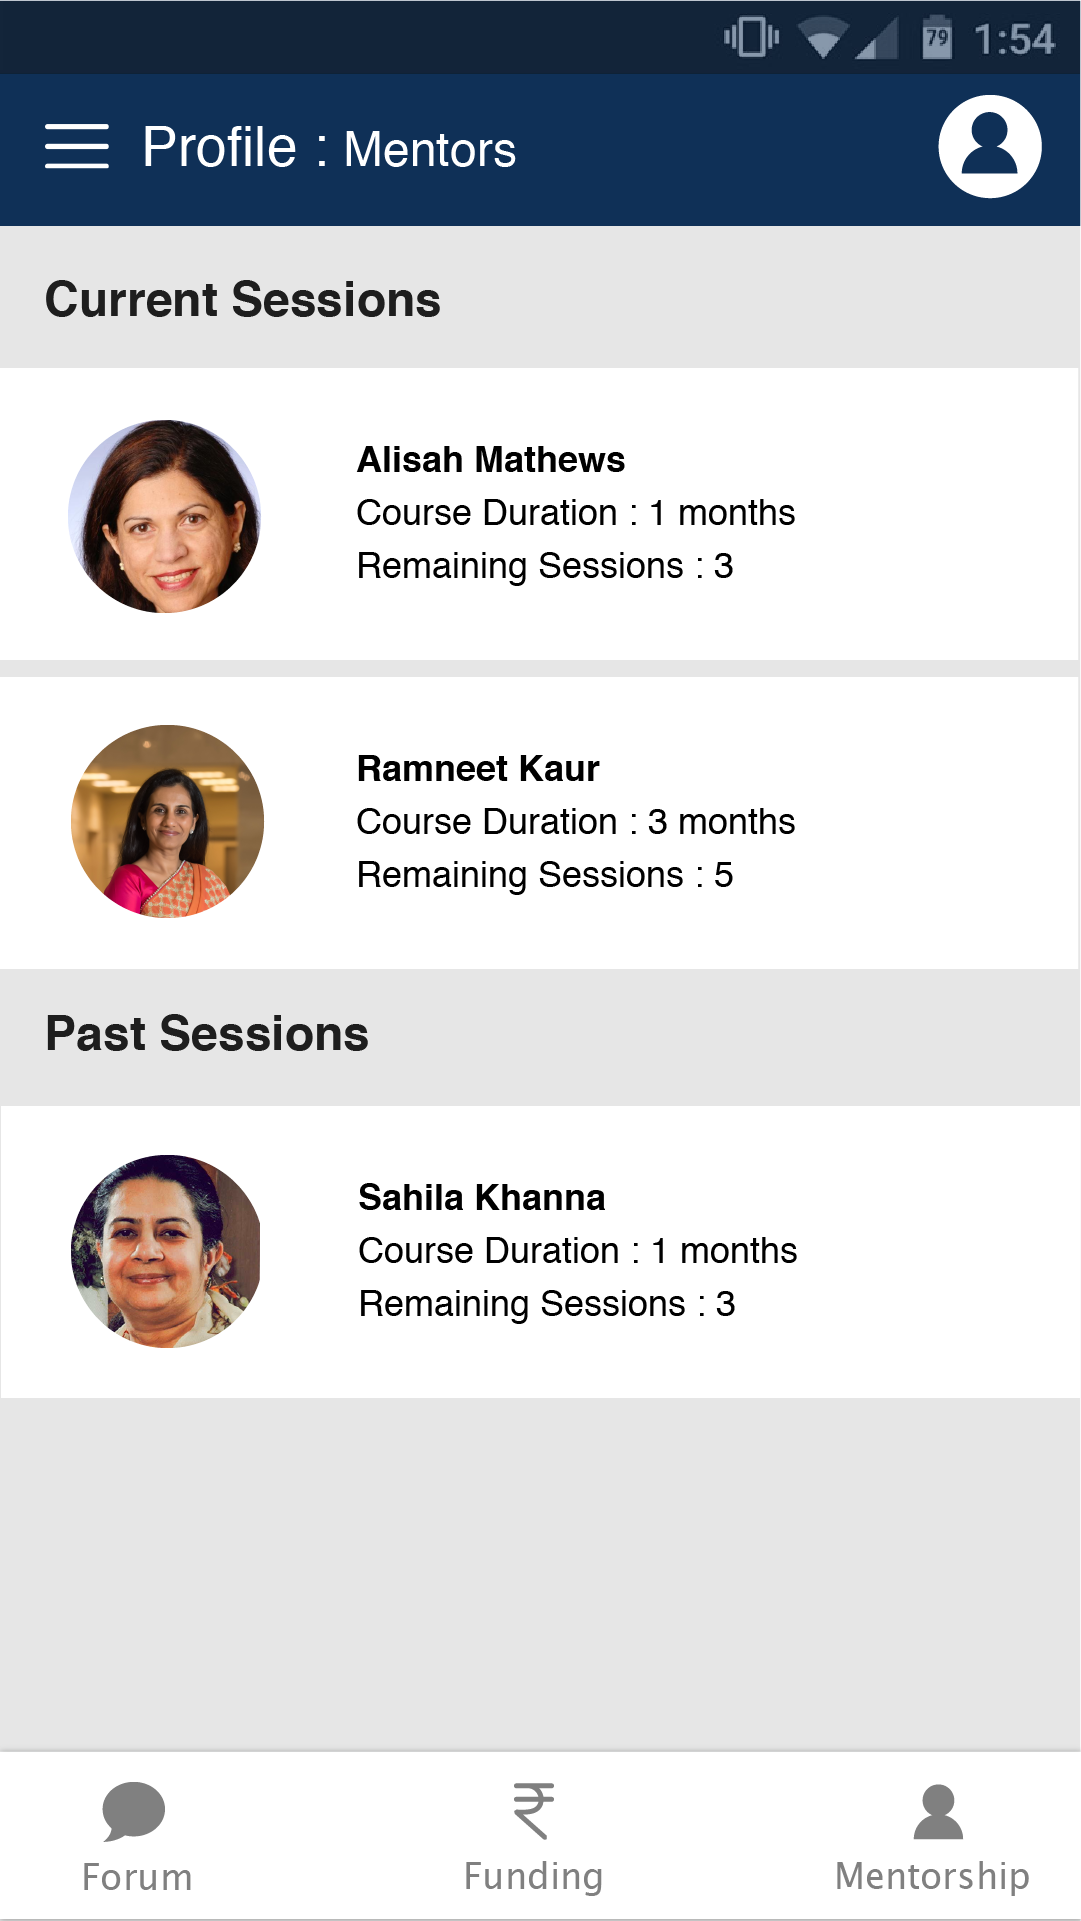 79 1:54
Profile : Mentors
Current Sessions
Alisah Mathews
Course Duration : 1 months
Remaining Sessions : 3
Ramneet Kaur
Course Duration : 3 months
Remaining Sessions : 5
Past Sessions
Sahila Khanna
Course Duration : 1 months
Remaining Sessions : 3
₹
Forum Funding Mentorship